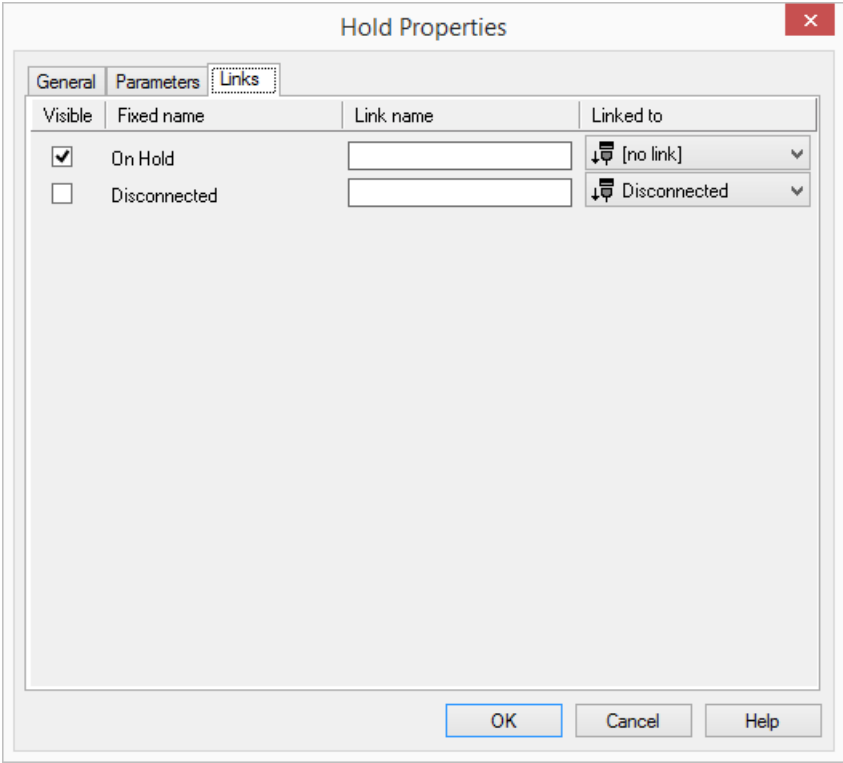 Hold Properties
General Parameters Links
Visible Fixed name Link name Linked to
On Hold [no link]
Disconnected Disconnected
OK Cancel Help